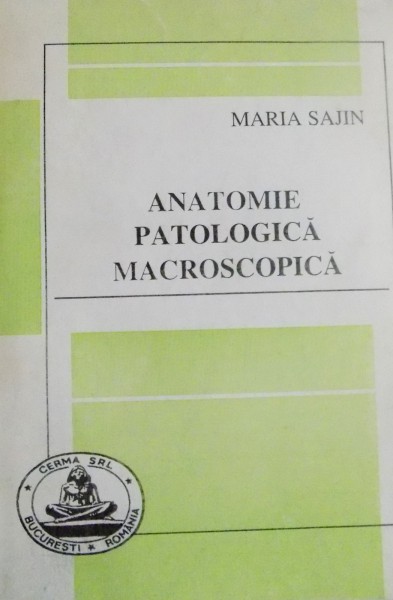 MARIA SAJIN
ANATOMIE
PATOLOGICĂ
MACROSCOPICĂ
★ CERMA SRL ★
BUCUREȘTI ★ ROMÂNIA